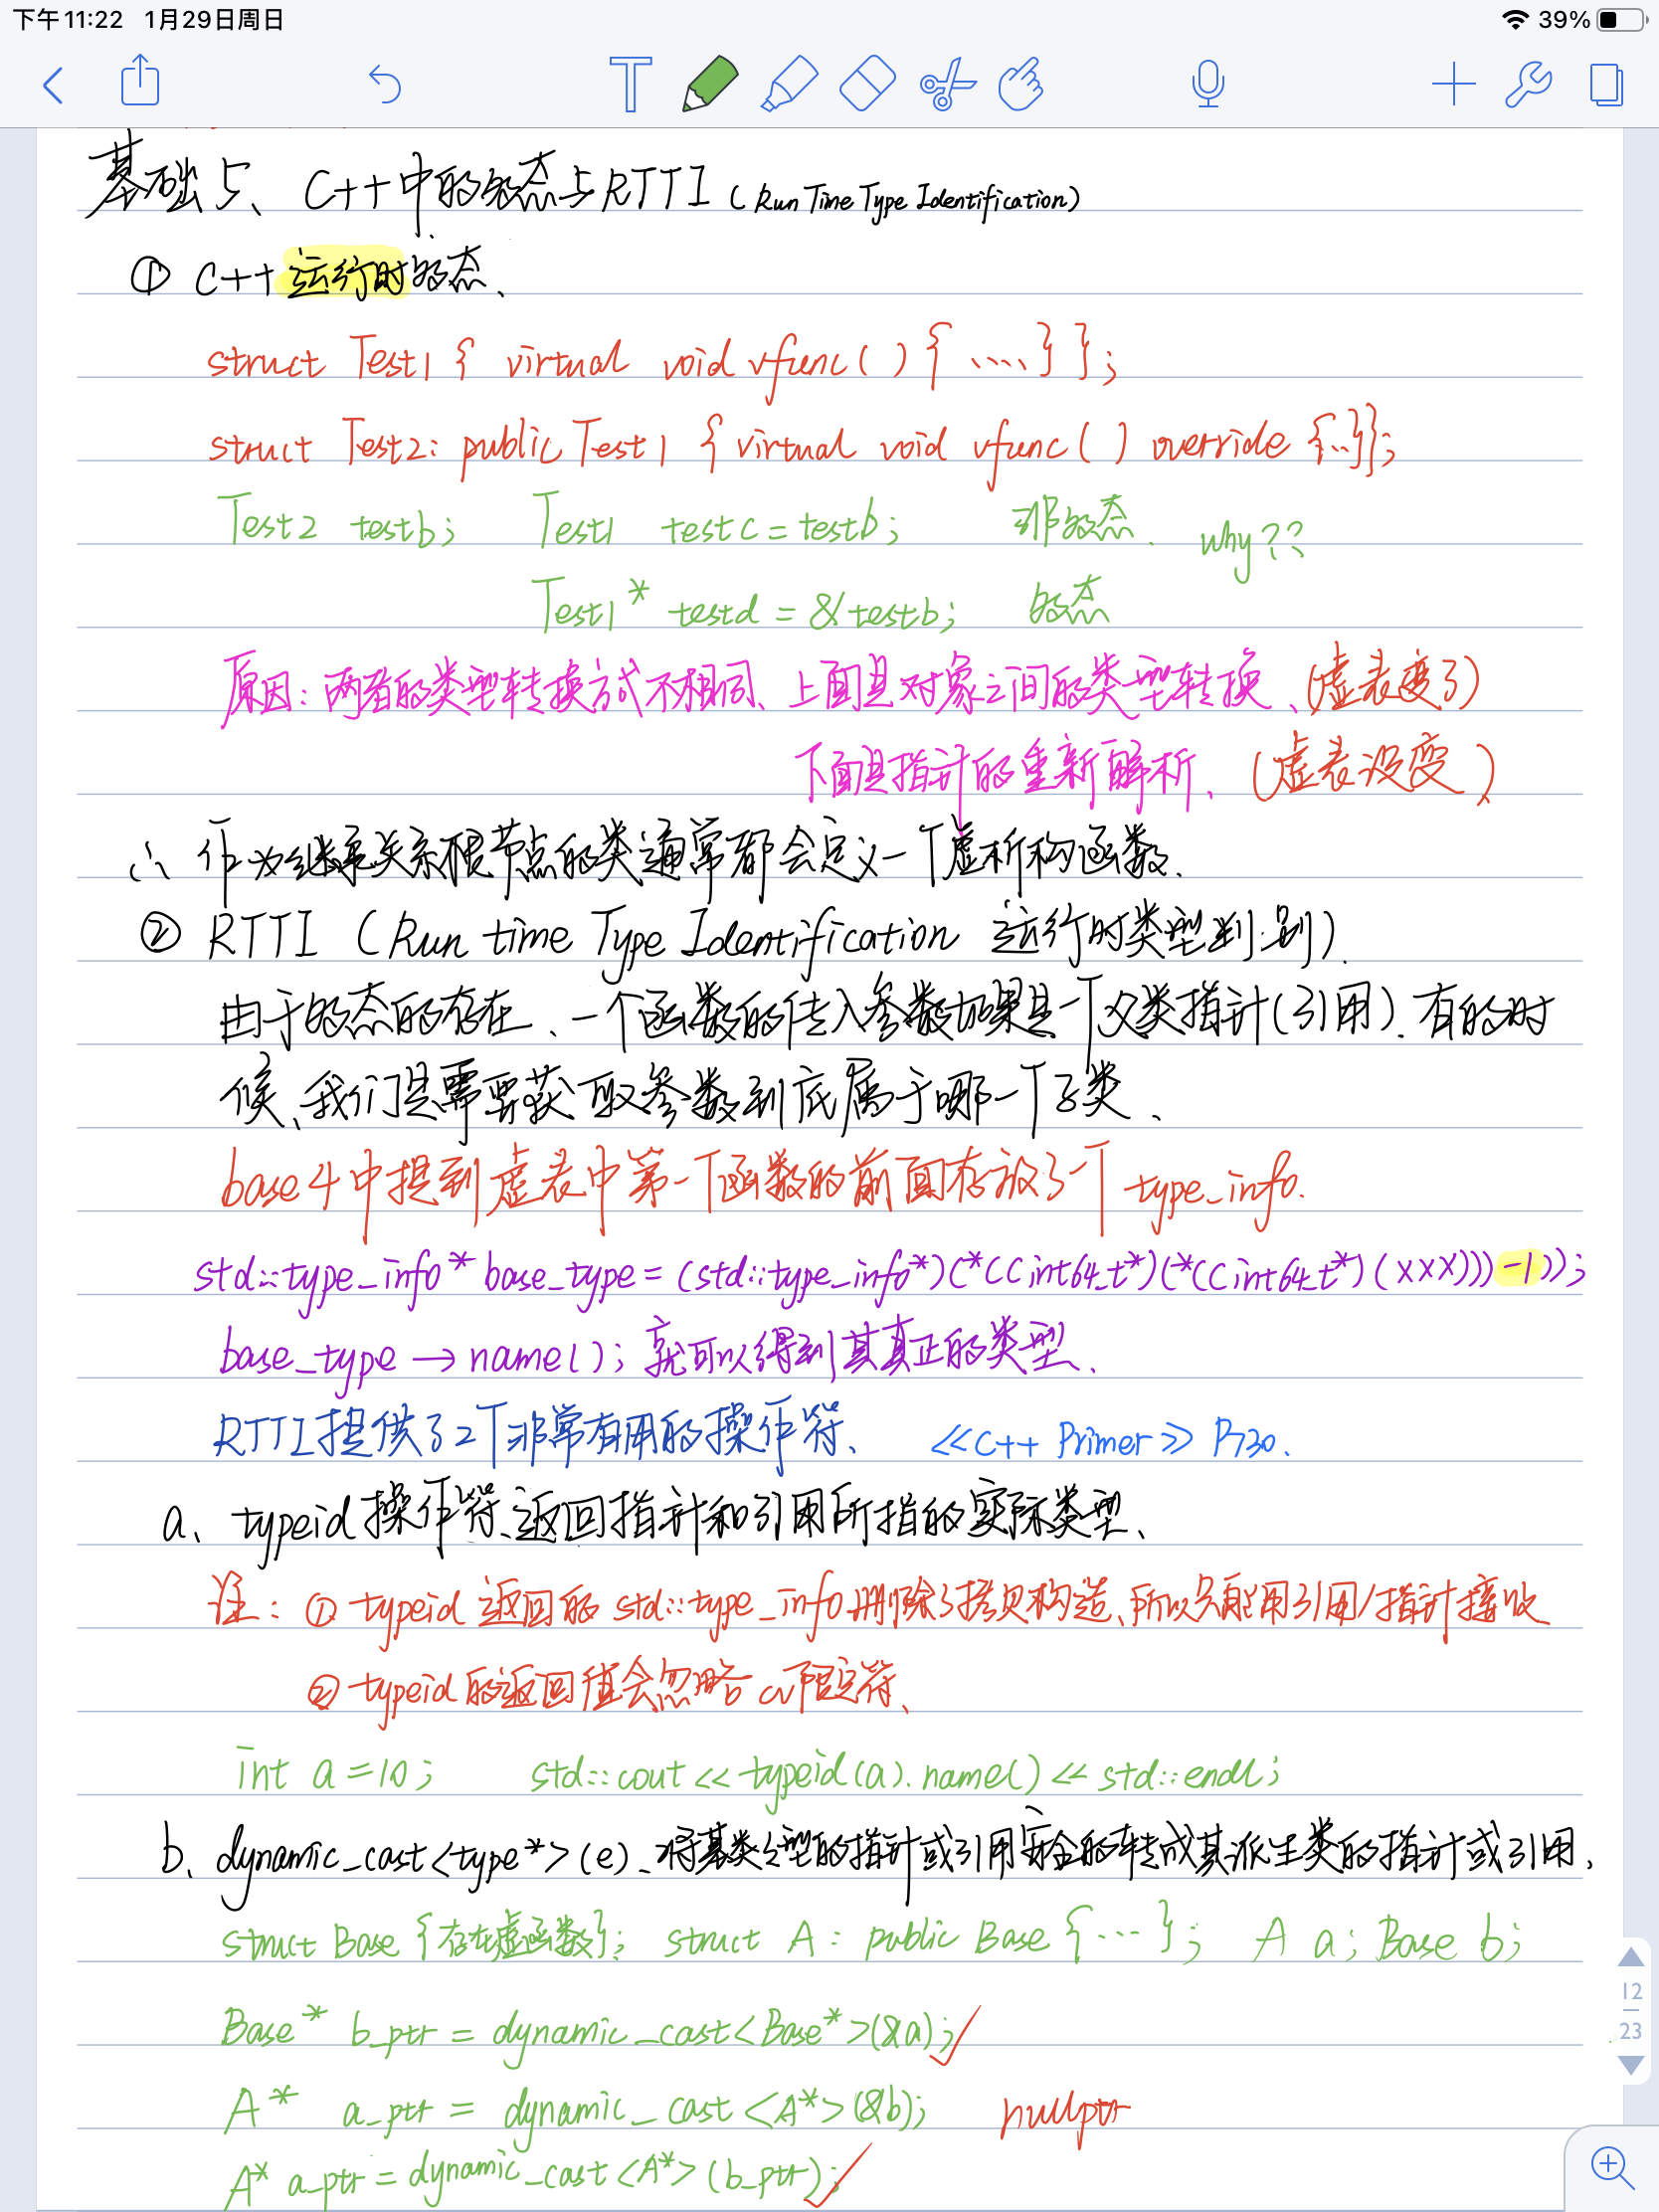 下午11:22 1月29日周日
39%
基础5、C++中的多态与RTTI (Run Time Type Identification)
① C++运行时多态、
struct Test1 { virtual void vfunc() { .... } };
struct Test2: public Test1 { virtual void vfunc() override {...}};
Test2 testb; Test1 testc = testb; 非多态. why??
Test1* testd = &testb; 多态
原因: 两者的类型转换方式不相同、上面是对象之间的类型转换、(虚表变了)
下面是指针的重新解析、(虚表没变)
∴ 作为继承关系根节点的类通常都会定义一个虚析构函数.
② RTTI (Run time Type Identification 运行时类型判别).
由于多态的存在、一个函数的传入参数如果是一个父类指针(引用). 有的时
候、我们是需要获取参数到底属于哪一个子类、
base4中提到虚表中第一个函数的前面存放了一个 type_info.
std::type_info* base_type = (std::type_info*)(*((int64_t*)(*((int64_t*)(xxx)))-1));
base_type → name(); 就可以得到其真正的类型、
RTTI提供了2个非常有用的操作符、 <<C++ Primer>> P730.
a、typeid操作符、返回指针和引用所指的实际类型、
注: ① typeid 返回的 std::type_info 删除了拷贝构造、所以只能用引用/指针接收
② typeid的返回值会忽略cv限定符、
int a = 10; std::cout << typeid(a).name() << std::endl;
b、dynamic_cast<type*>(e)、将基类类型的指针或引用安全的转成其派生类的指针或引用、
struct Base {存在虚函数}; struct A: public Base {...}; A a; Base b;
Base* b_ptr = dynamic_cast<Base*>(&a); ✓
A* a_ptr = dynamic_cast<A*>(&b); nullptr
A* a_ptr = dynamic_cast<A*>(b_ptr); ✓
12
23